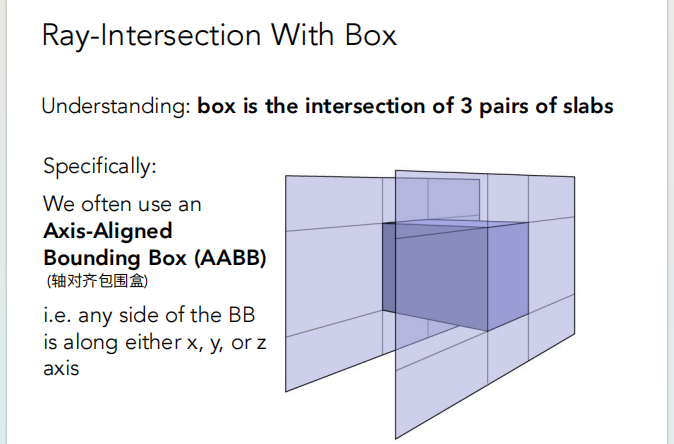 Ray-Intersection With Box
Understanding: box is the intersection of 3 pairs of slabs
Specifically:
We often use an
Axis-Aligned
Bounding Box (AABB)
(轴对齐包围盒)
i.e. any side of the BB
is along either x, y, or z
axis